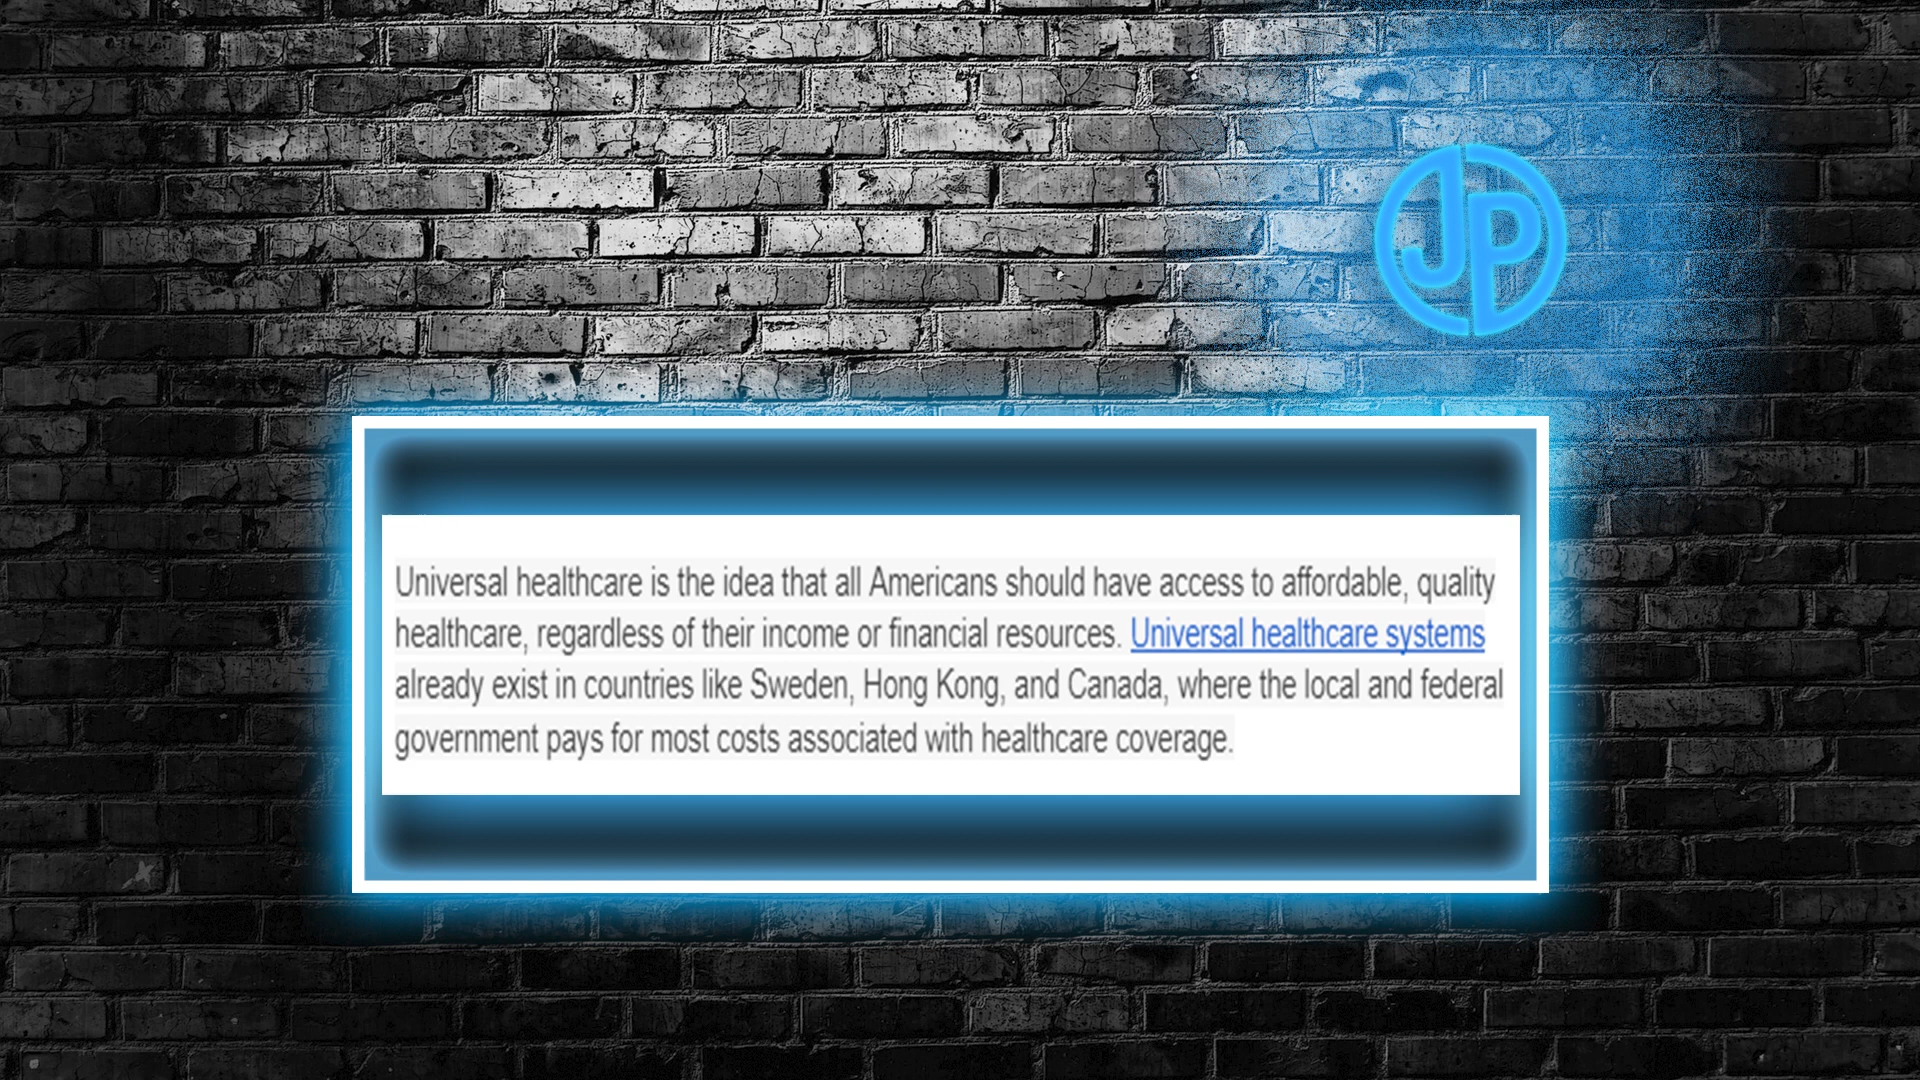 JP
Universal healthcare is the idea that all Americans should have access to affordable, quality
healthcare, regardless of their income or financial resources. Universal healthcare systems
already exist in countries like Sweden, Hong Kong, and Canada, where the local and federal
government pays for most costs associated with healthcare coverage.